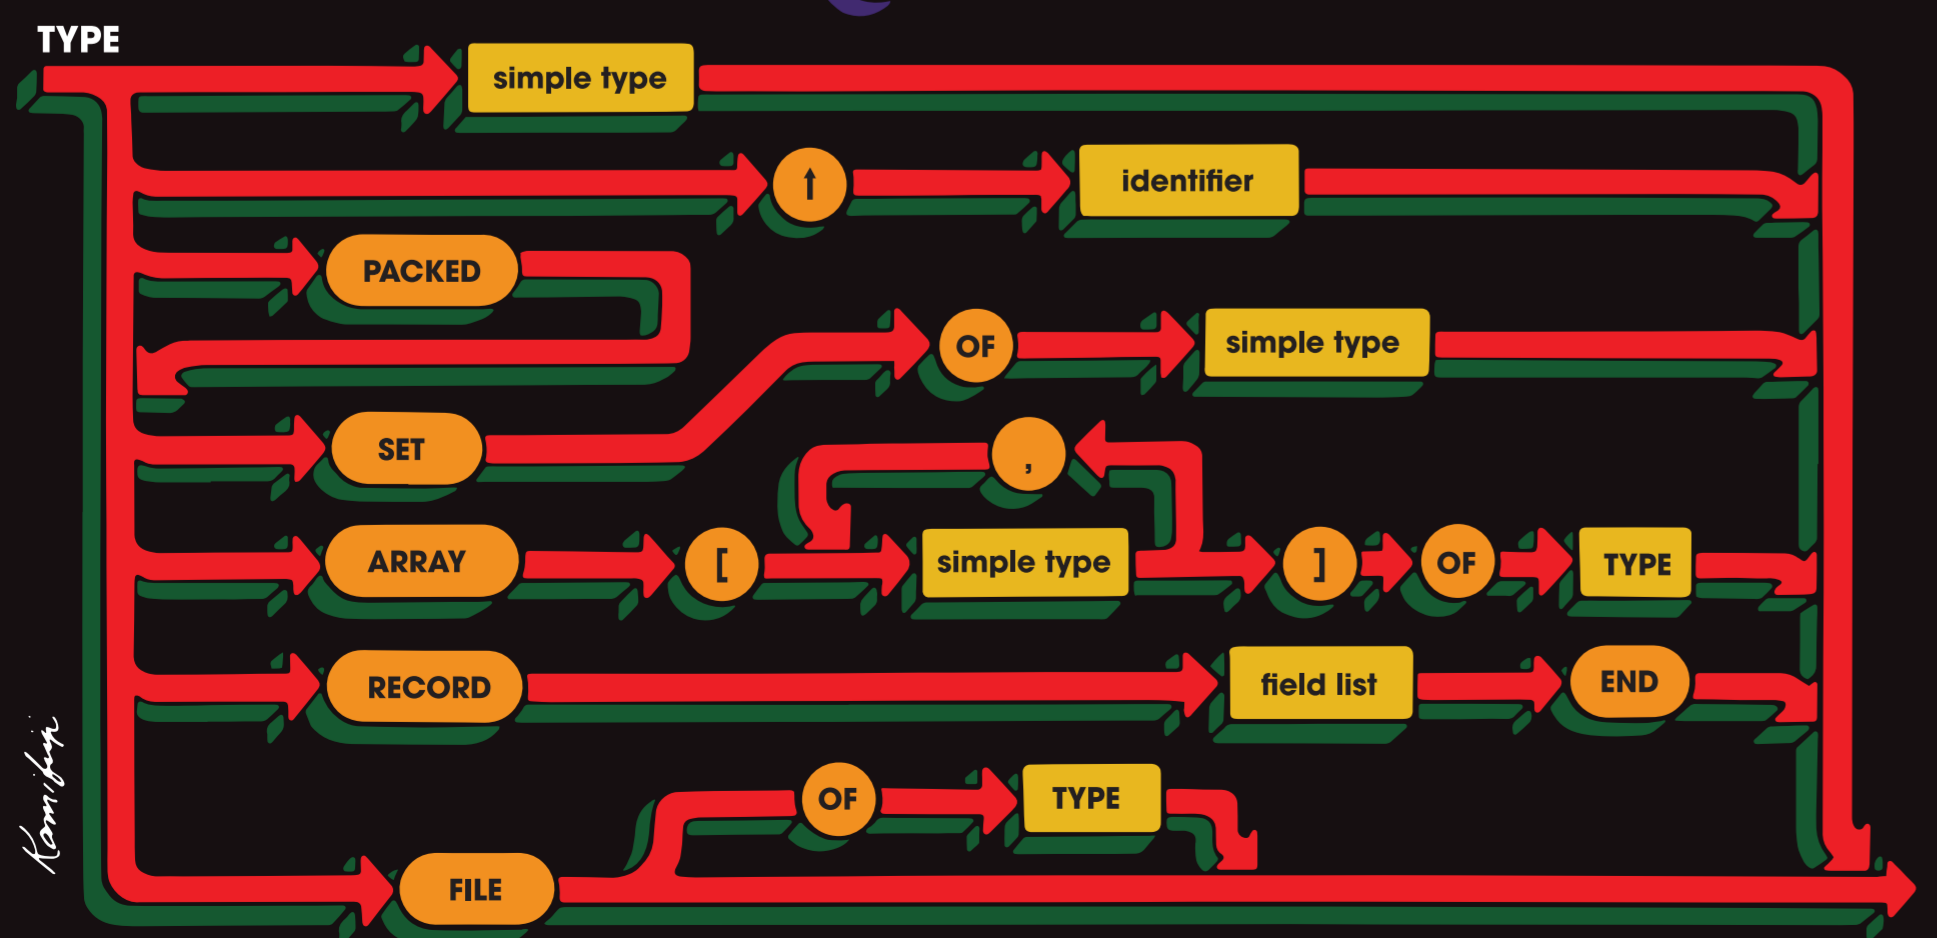 TYPE
simple type
↑ identifier
PACKED
OF simple type
SET
,
ARRAY [ simple type ] OF TYPE
RECORD field list END
OF TYPE
FILE